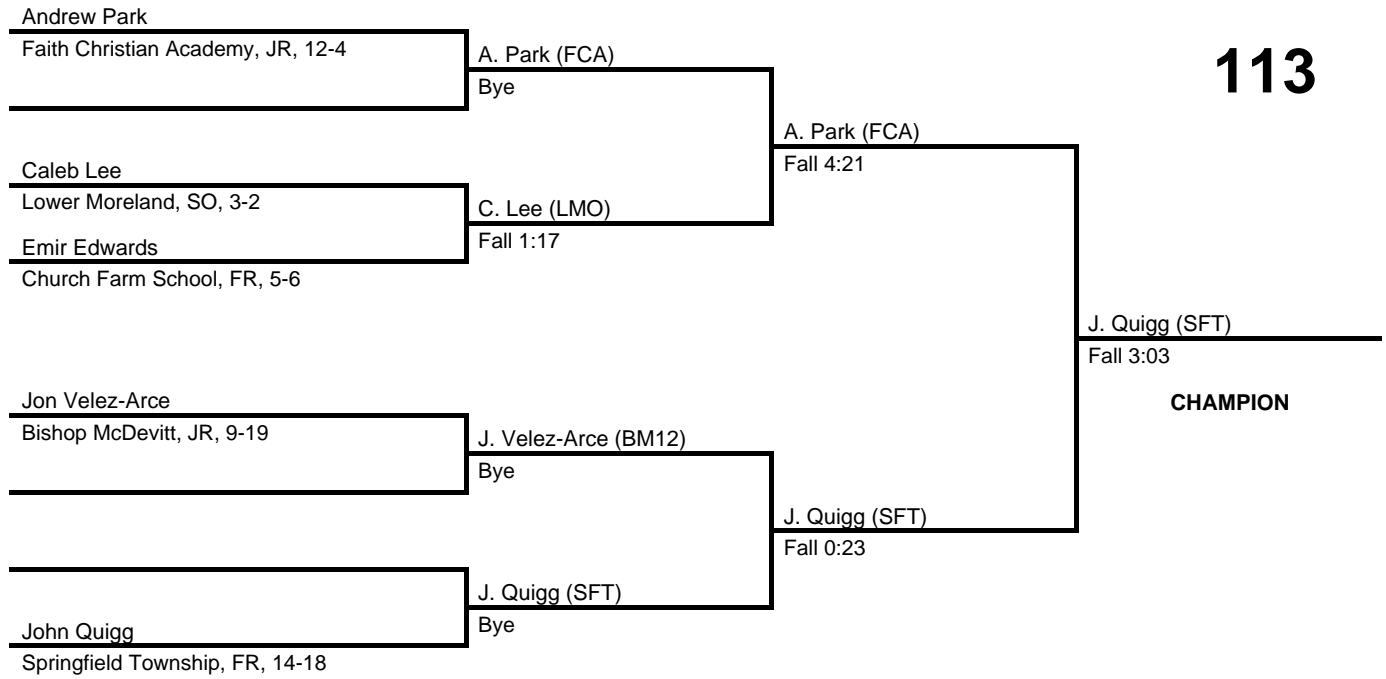 Andrew Park
Faith Christian Academy, JR, 12-4
A. Park (FCA)
Bye
113
A. Park (FCA)
Fall 4:21
Caleb Lee
Lower Moreland, SO, 3-2
C. Lee (LMO)
Fall 1:17
Emir Edwards
Church Farm School, FR, 5-6
J. Quigg (SFT)
Fall 3:03
CHAMPION
Jon Velez-Arce
Bishop McDevitt, JR, 9-19
J. Velez-Arce (BM12)
Bye
J. Quigg (SFT)
Fall 0:23
J. Quigg (SFT)
Bye
John Quigg
Springfield Township, FR, 14-18